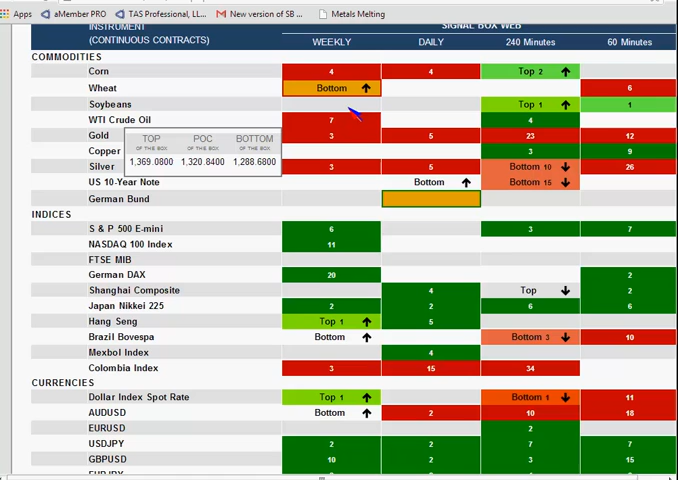 Apps aMember PRO TAS Professional, LL... New version of SB ... Metals Melting
INSTRUMENT SIGNAL BOX WEB
(CONTINUOUS CONTRACTS) WEEKLY DAILY 240 Minutes 60 Minutes
COMMODITIES
Corn 4 4 Top 2
Wheat Bottom 6
Soybeans Top 1 1
WTI Crude Oil 7 4
Gold 3 5 23 12
TOP POC BOTTOM
OF THE BOX OF THE BOX OF THE BOX
1,369.0800 1,320.8400 1,288.6800
Copper 3 9
Silver 3 5 Bottom 10 26
US 10-Year Note Bottom Bottom 15
German Bund
INDICES
S & P 500 E-mini 6 3 7
NASDAQ 100 Index 11
FTSE MIB
German DAX 20 2
Shanghai Composite 4 Top 2
Japan Nikkei 225 2 2 6 6
Hang Seng Top 1 5
Brazil Bovespa Bottom Bottom 3 10
Mexbol Index 4
Colombia Index 3 15 34
CURRENCIES
Dollar Index Spot Rate Top 1 Bottom 1 11
AUDUSD Bottom 2 10 18
EURUSD 2
USDJPY 2 2 7 7
GBPUSD 10 2 3 15